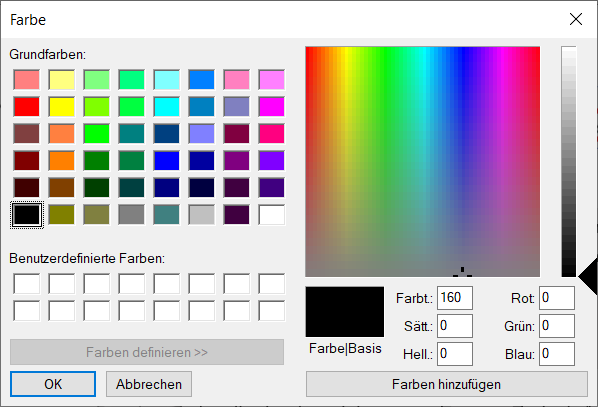 Farbe
Grundfarben:
Benutzerdefinierte Farben:
Farben definieren >>
OK
Abbrechen
Farbe|Basis
Farbt.: 160
Sätt.: 0
Hell.: 0
Rot: 0
Grün: 0
Blau: 0
Farben hinzufügen